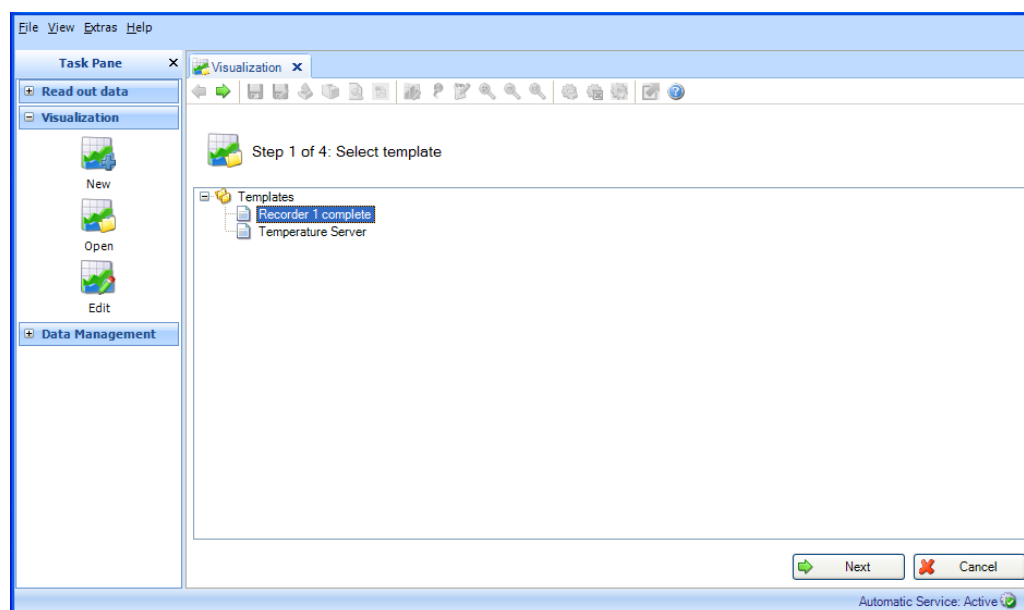 File View Extras Help
Task Pane
Visualization
Read out data
Visualization
New
Open
Edit
Data Management
Step 1 of 4: Select template
Templates
Recorder 1 complete
Temperature Server
Next
Cancel
Automatic Service: Active